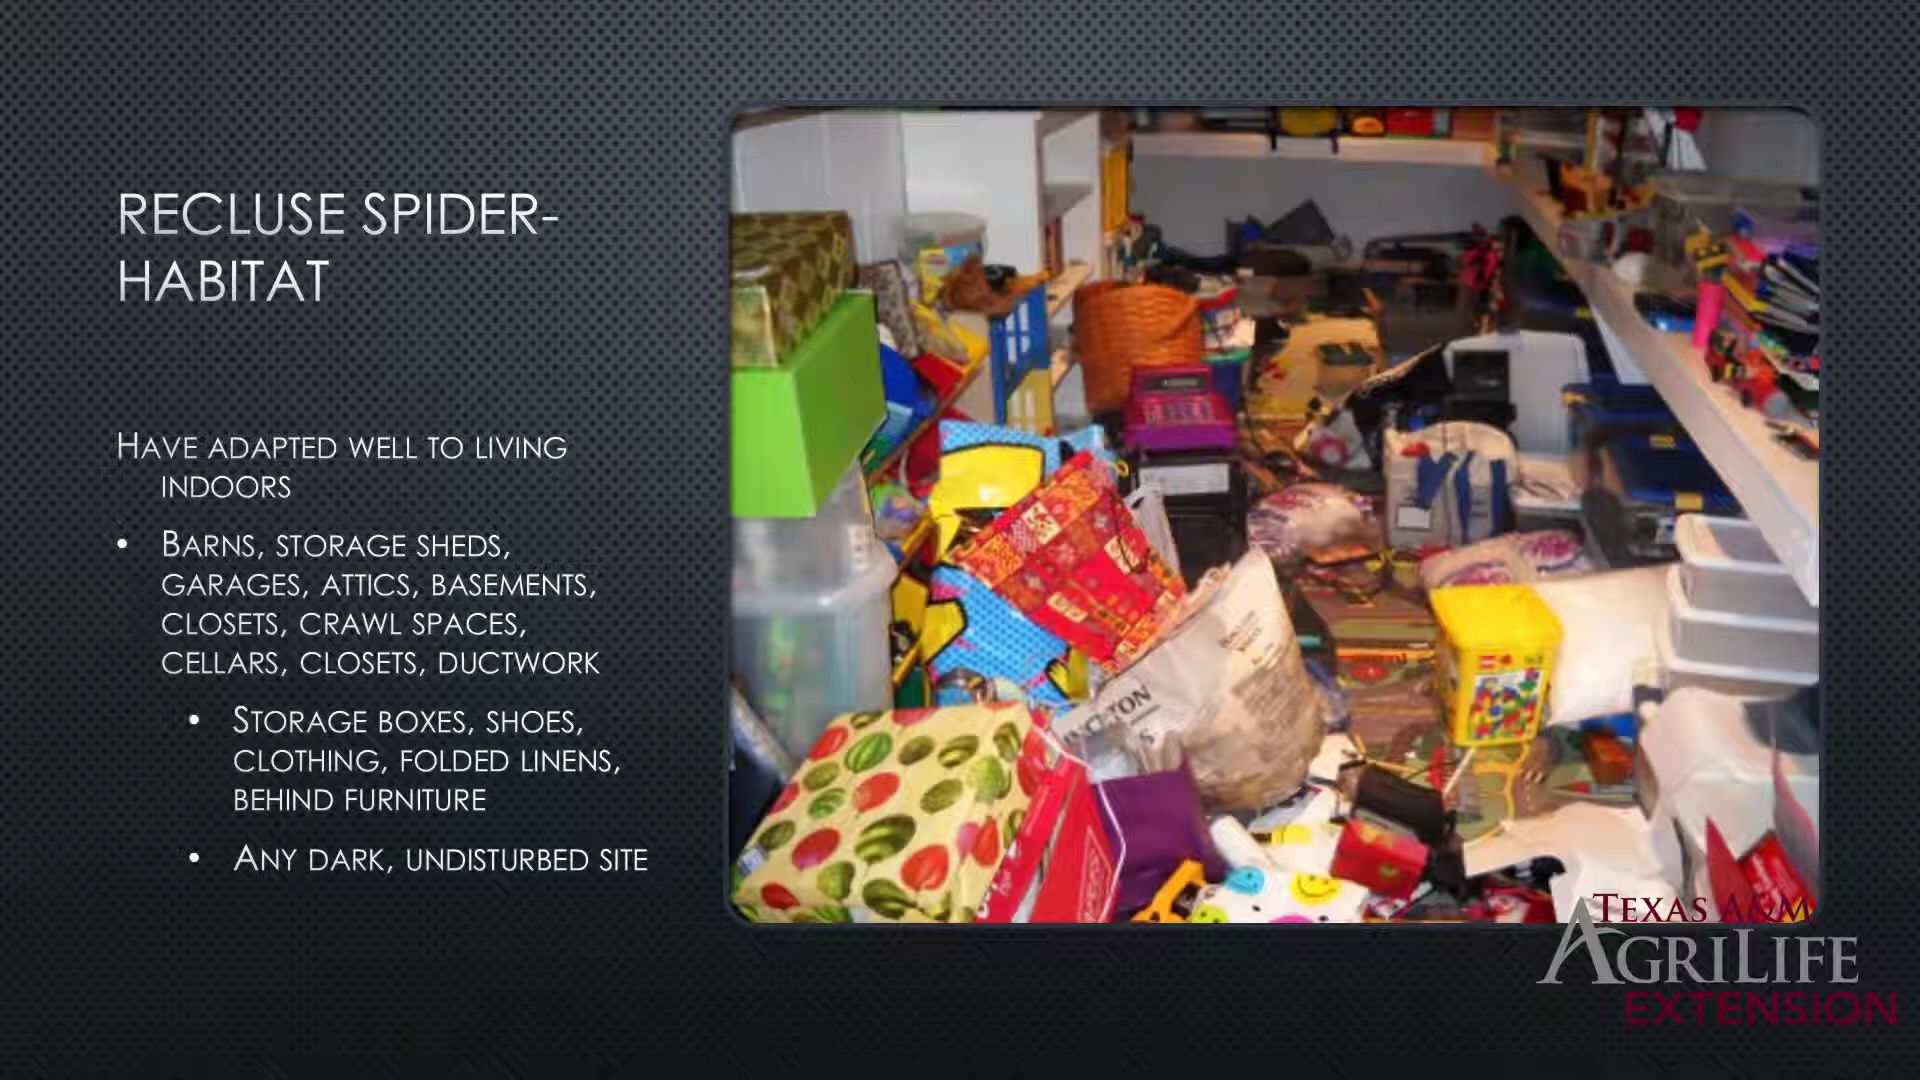 RECLUSE SPIDER-
HABITAT
HAVE ADAPTED WELL TO LIVING
INDOORS
• BARNS, STORAGE SHEDS,
GARAGES, ATTICS, BASEMENTS,
CLOSETS, CRAWL SPACES,
CELLARS, CLOSETS, DUCTWORK
• STORAGE BOXES, SHOES,
CLOTHING, FOLDED LINENS,
BEHIND FURNITURE
• ANY DARK, UNDISTURBED SITE
TEXAS A&M
AGRILIFE
EXTENSION